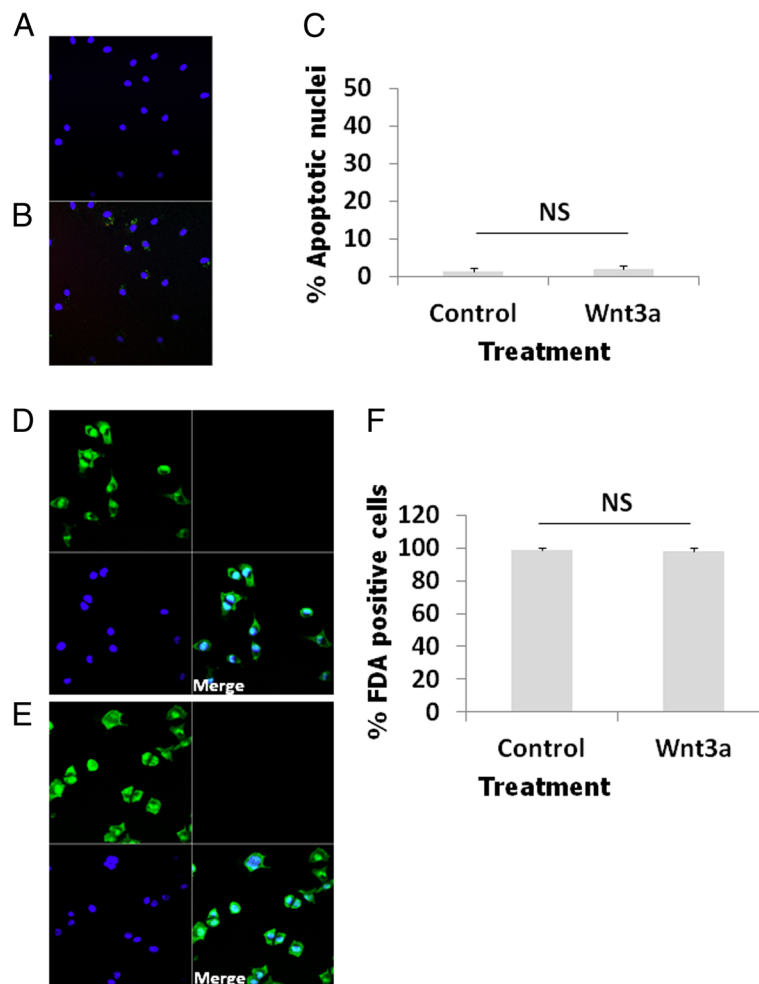 A
B
C
% Apoptotic nuclei
50
40
30
20
10
0
NS
Control
Wnt3a
Treatment
D
Merge
E
Merge
F
% FDA positive cells
120
100
80
60
40
20
0
NS
Control
Wnt3a
Treatment